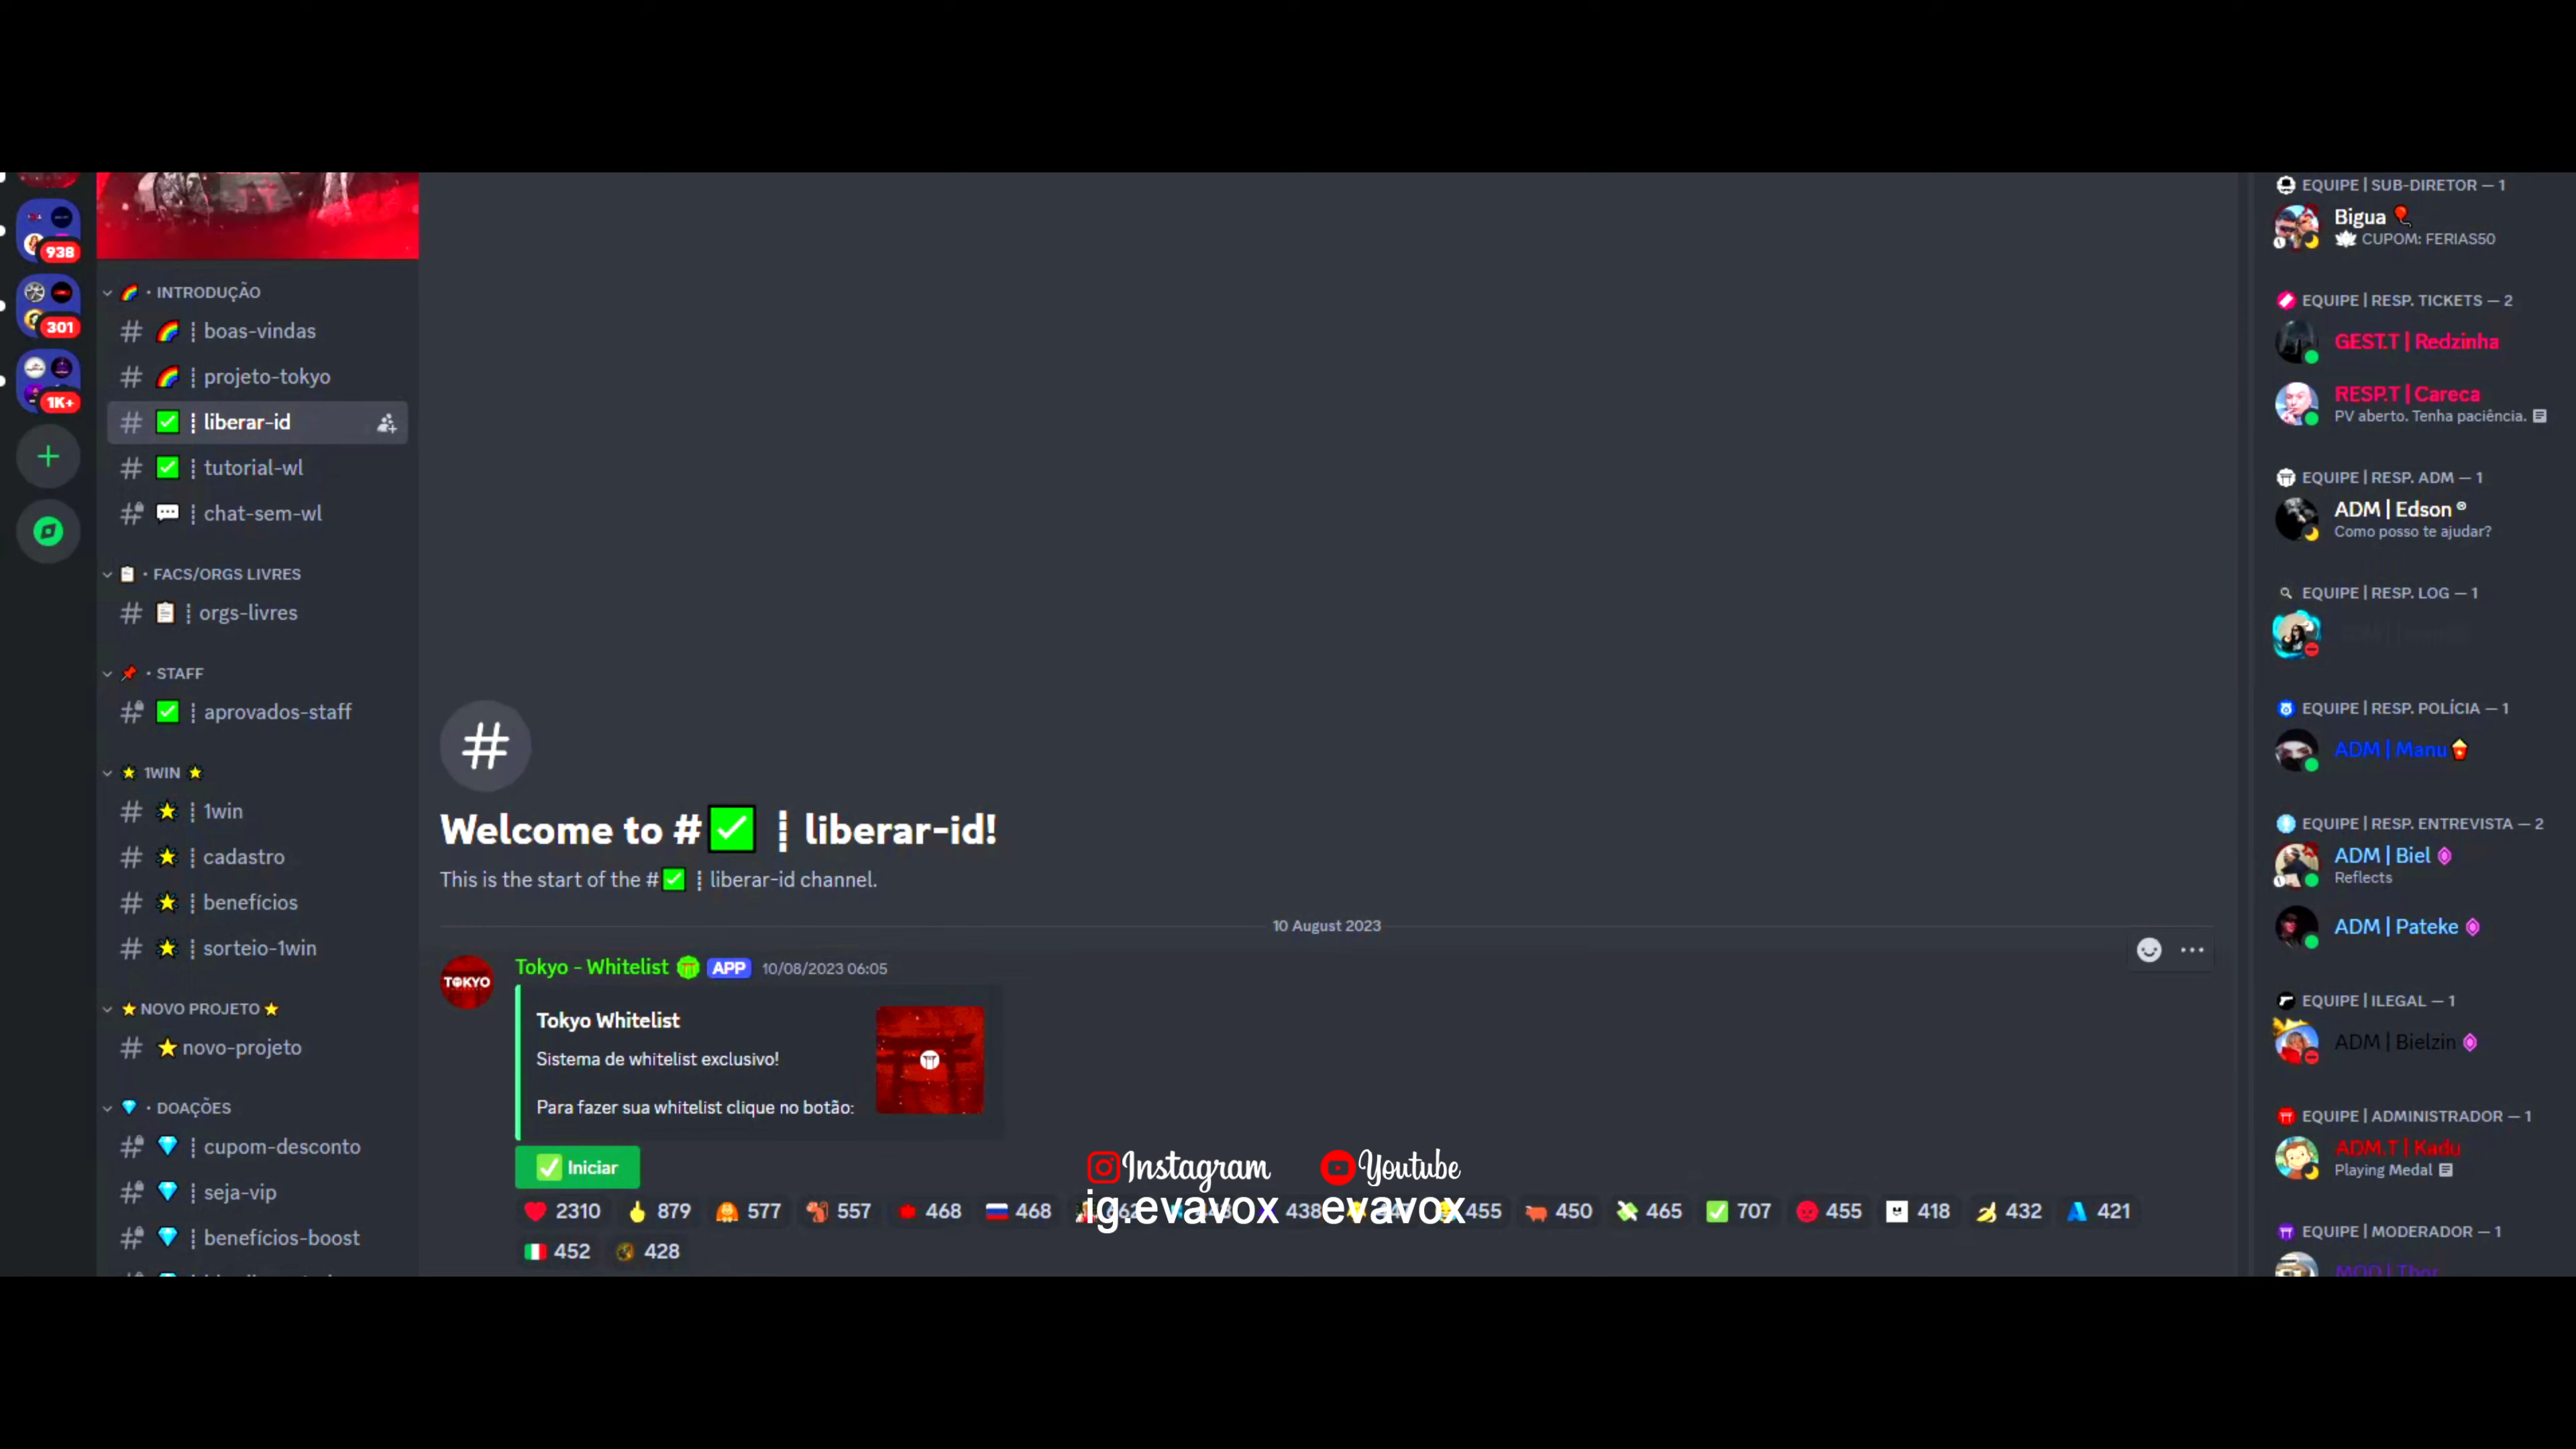 938
301
1K+
· INTRODUÇÃO
boas-vindas
projeto-tokyo
liberar-id
tutorial-wl
chat-sem-wl
· FACS/ORGS LIVRES
orgs-livres
· STAFF
aprovados-staff
1WIN
1win
cadastro
benefícios
sorteio-1win
NOVO PROJETO
novo-projeto
· DOAÇÕES
cupom-desconto
seja-vip
benefícios-boost
#
Welcome to #✅ ┊liberar-id!
This is the start of the #✅ ┊liberar-id channel.
10 August 2023
TOKYO
Tokyo - Whitelist APP 10/08/2023 06:05
Tokyo Whitelist
Sistema de whitelist exclusivo!
Para fazer sua whitelist clique no botão:
Iniciar
2310 879 577 557 468 468 438 455 450 465 707 455 418 432 421
452 428
Instagram
ig.evavox
Youtube
evavox
EQUIPE | SUB-DIRETOR — 1
Bigua
CUPOM: FERIAS50
EQUIPE | RESP. TICKETS — 2
GEST.T | Redzinha
RESP.T | Careca
PV aberto. Tenha paciência.
EQUIPE | RESP. ADM — 1
ADM | Edson ®
Como posso te ajudar?
EQUIPE | RESP. LOG — 1
EQUIPE | RESP. POLÍCIA — 1
ADM | Manu
EQUIPE | RESP. ENTREVISTA — 2
ADM | Biel
Reflects
ADM | Pateke
EQUIPE | ILEGAL — 1
ADM | Bielzin
EQUIPE | ADMINISTRADOR — 1
ADM.T | Kadu
Playing Medal
EQUIPE | MODERADOR — 1
MOD | Thor